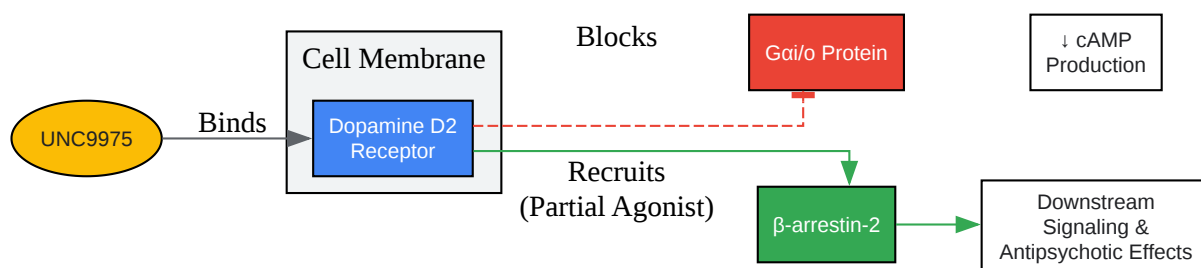 UNC9975
Binds
Cell Membrane
Dopamine D2
Receptor
Blocks
Gαi/o Protein
↓ cAMP
Production
Recruits
(Partial Agonist)
β-arrestin-2
Downstream
Signaling &
Antipsychotic Effects